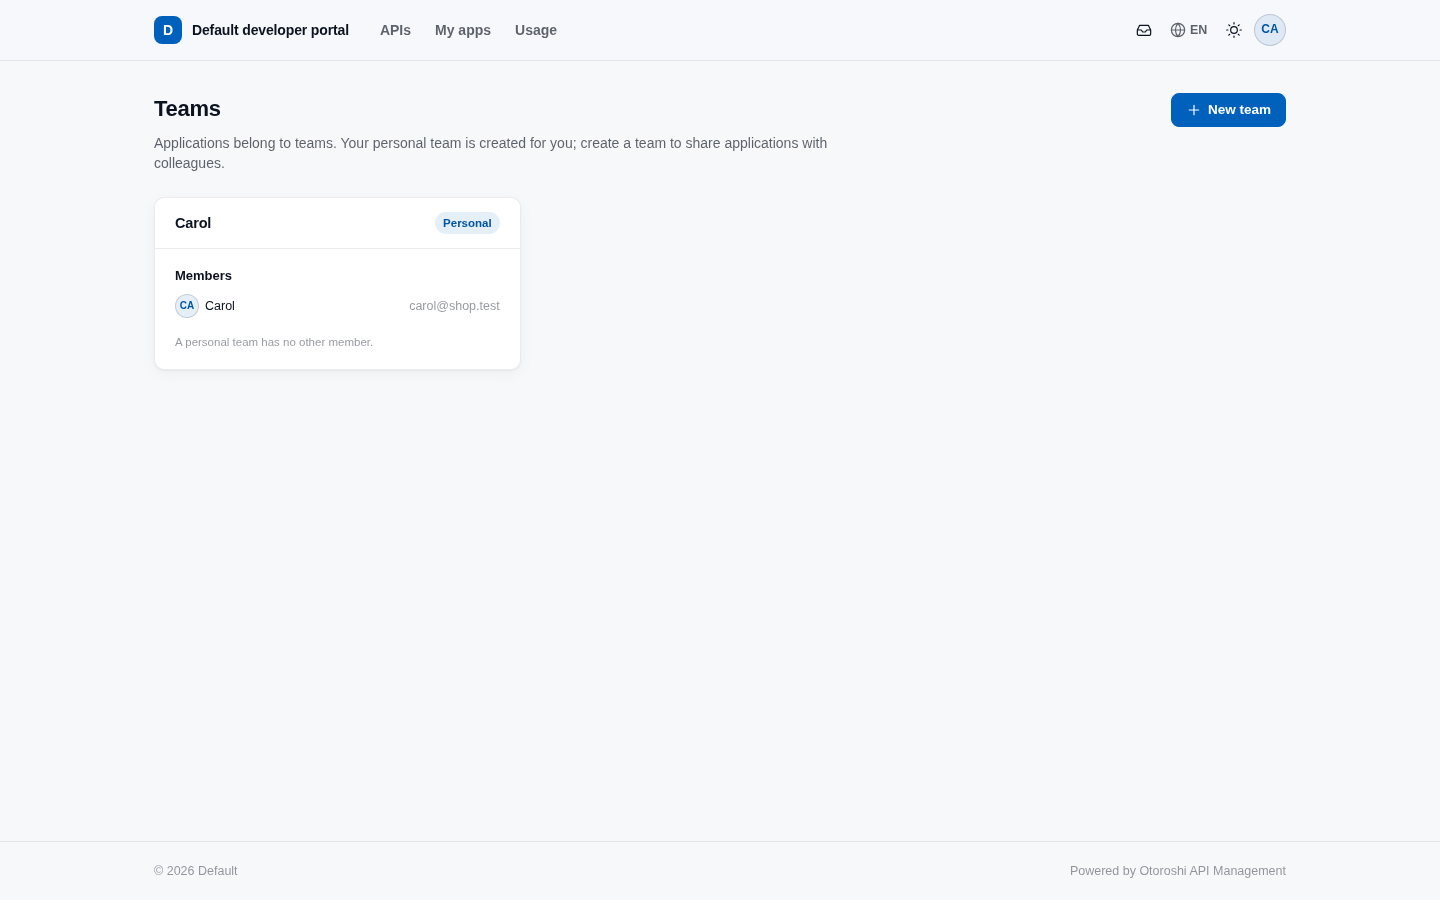 D Default developer portal APIs My apps Usage EN CA
Teams
New team
Applications belong to teams. Your personal team is created for you; create a team to share applications with
colleagues.
Carol Personal
Members
CA Carol carol@shop.test
A personal team has no other member.
© 2026 Default Powered by Otoroshi API Management